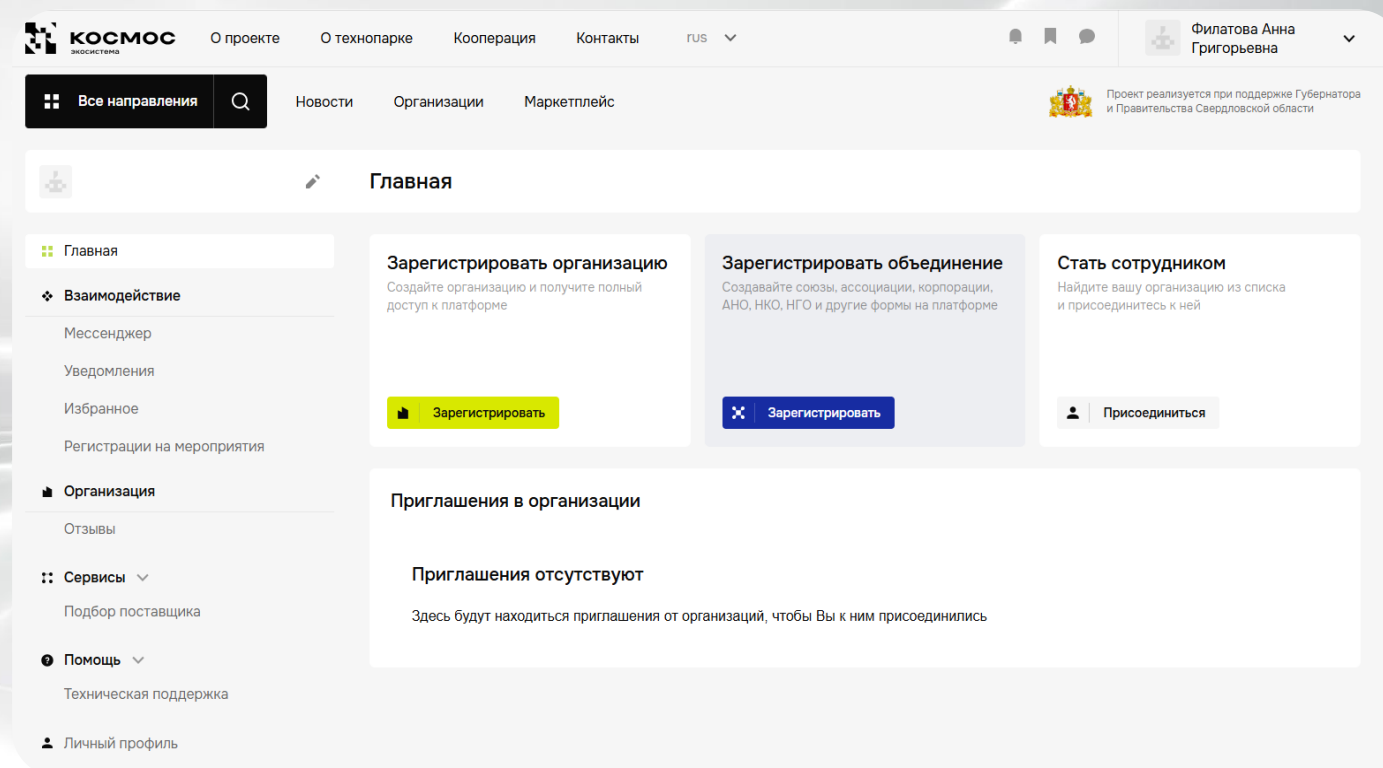 КОСМОС
экосистема
О проекте
О технопарке
Кооперация
Контакты
rus
Филатова Анна
Григорьевна
Все направления
Новости
Организации
Маркетплейс
Проект реализуется при поддержке Губернатора
и Правительства Свердловской области
Главная
Главная
Взаимодействие
Мессенджер
Уведомления
Избранное
Регистрации на мероприятия
Организация
Отзывы
Сервисы
Подбор поставщика
Помощь
Техническая поддержка
Личный профиль
Зарегистрировать организацию
Создайте организацию и получите полный
доступ к платформе
Зарегистрировать
Зарегистрировать объединение
Создавайте союзы, ассоциации, корпорации,
АНО, НКО, НГО и другие формы на платформе
Зарегистрировать
Стать сотрудником
Найдите вашу организацию из списка
и присоединитесь к ней
Присоединиться
Приглашения в организации
Приглашения отсутствуют
Здесь будут находиться приглашения от организаций, чтобы Вы к ним присоединились